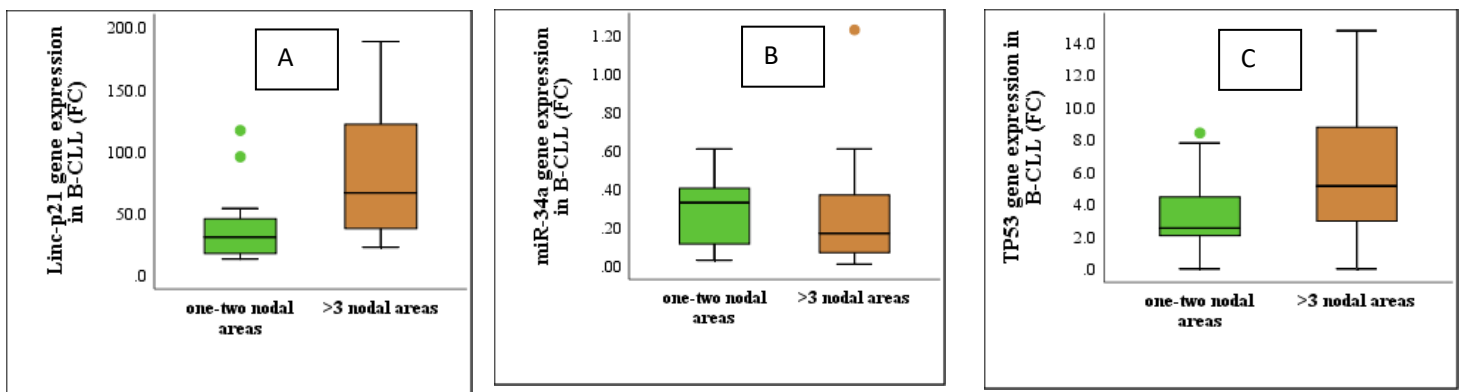 Linc-p21 gene expression
in B-CLL (FC)
200.0
150.0
100.0
50.0
.0
A
one-two nodal
areas
>3 nodal areas
miR-34a gene expression
in B-CLL (FC)
1.20
1.00
.80
.60
.40
.20
.00
B
one-two nodal
areas
>3 nodal areas
TP53 gene expression in
B-CLL (FC)
14.0
12.0
10.0
8.0
6.0
4.0
2.0
.0
C
one-two nodal
areas
>3 nodal areas